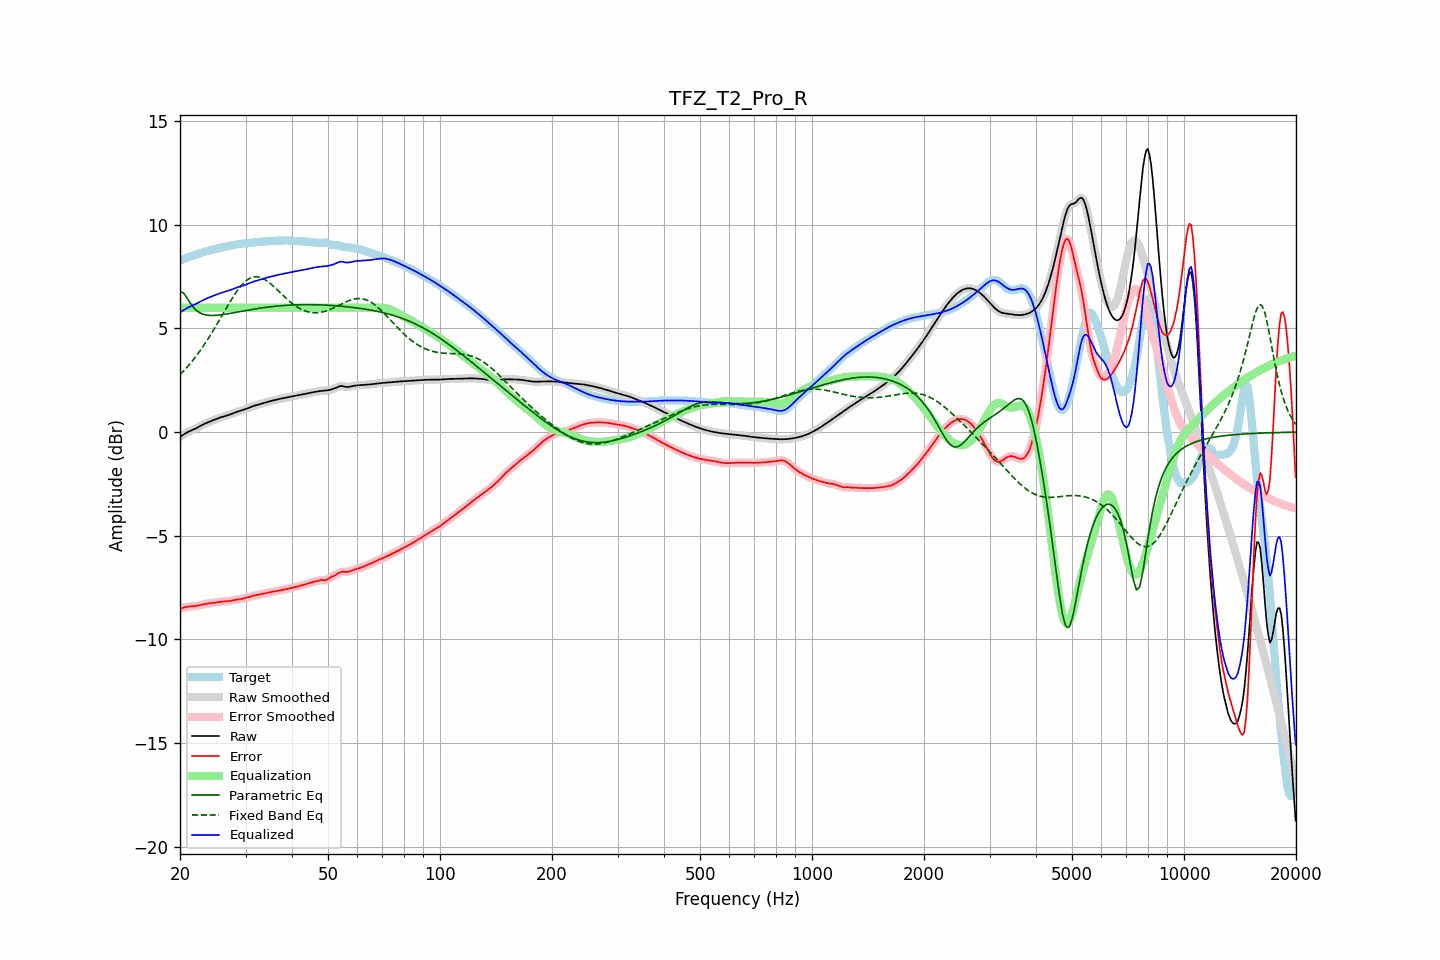 TFZ_T2_Pro_R
Amplitude (dBr)
15
10
5
0
−5
−10
−15
−20
Target
Raw Smoothed
Error Smoothed
Raw
Error
Equalization
Parametric Eq
Fixed Band Eq
Equalized
20
50
100
200
500
1000
2000
5000
10000
20000
Frequency (Hz)